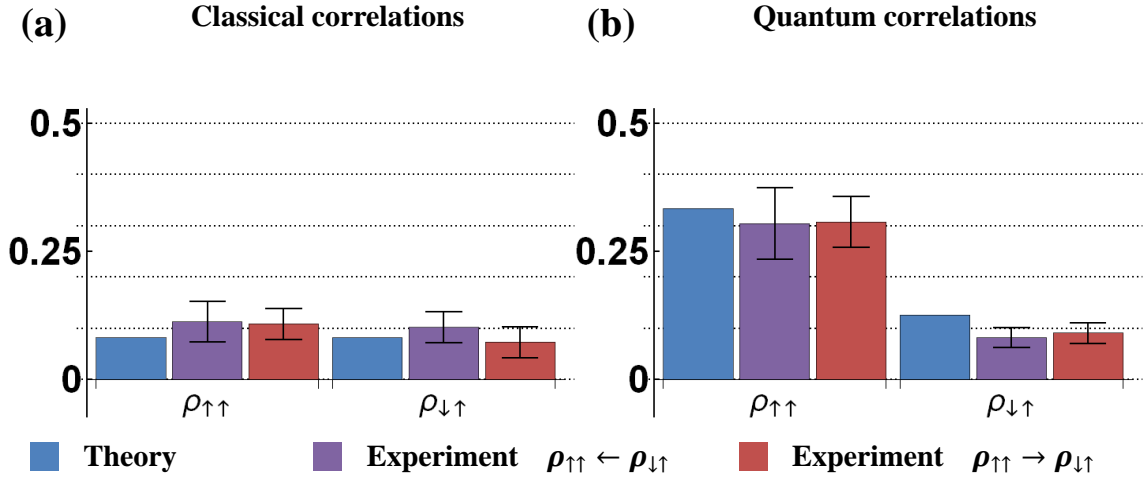 (a) Classical correlations
0.5
0.25
0
ρ↑↑ ρ↓↑
(b) Quantum correlations
0.5
0.25
0
ρ↑↑ ρ↓↑
Theory Experiment ρ↑↑ ← ρ↓↑ Experiment ρ↑↑ → ρ↓↑